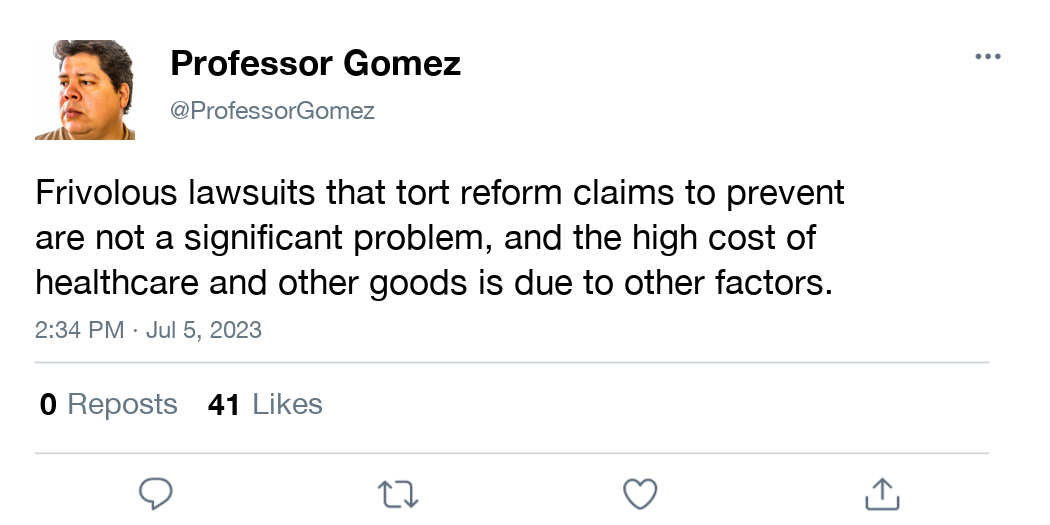 Professor Gomez
@ProfessorGomez
Frivolous lawsuits that tort reform claims to prevent
are not a significant problem, and the high cost of
healthcare and other goods is due to other factors.
2:34 PM · Jul 5, 2023
0 Reposts 41 Likes